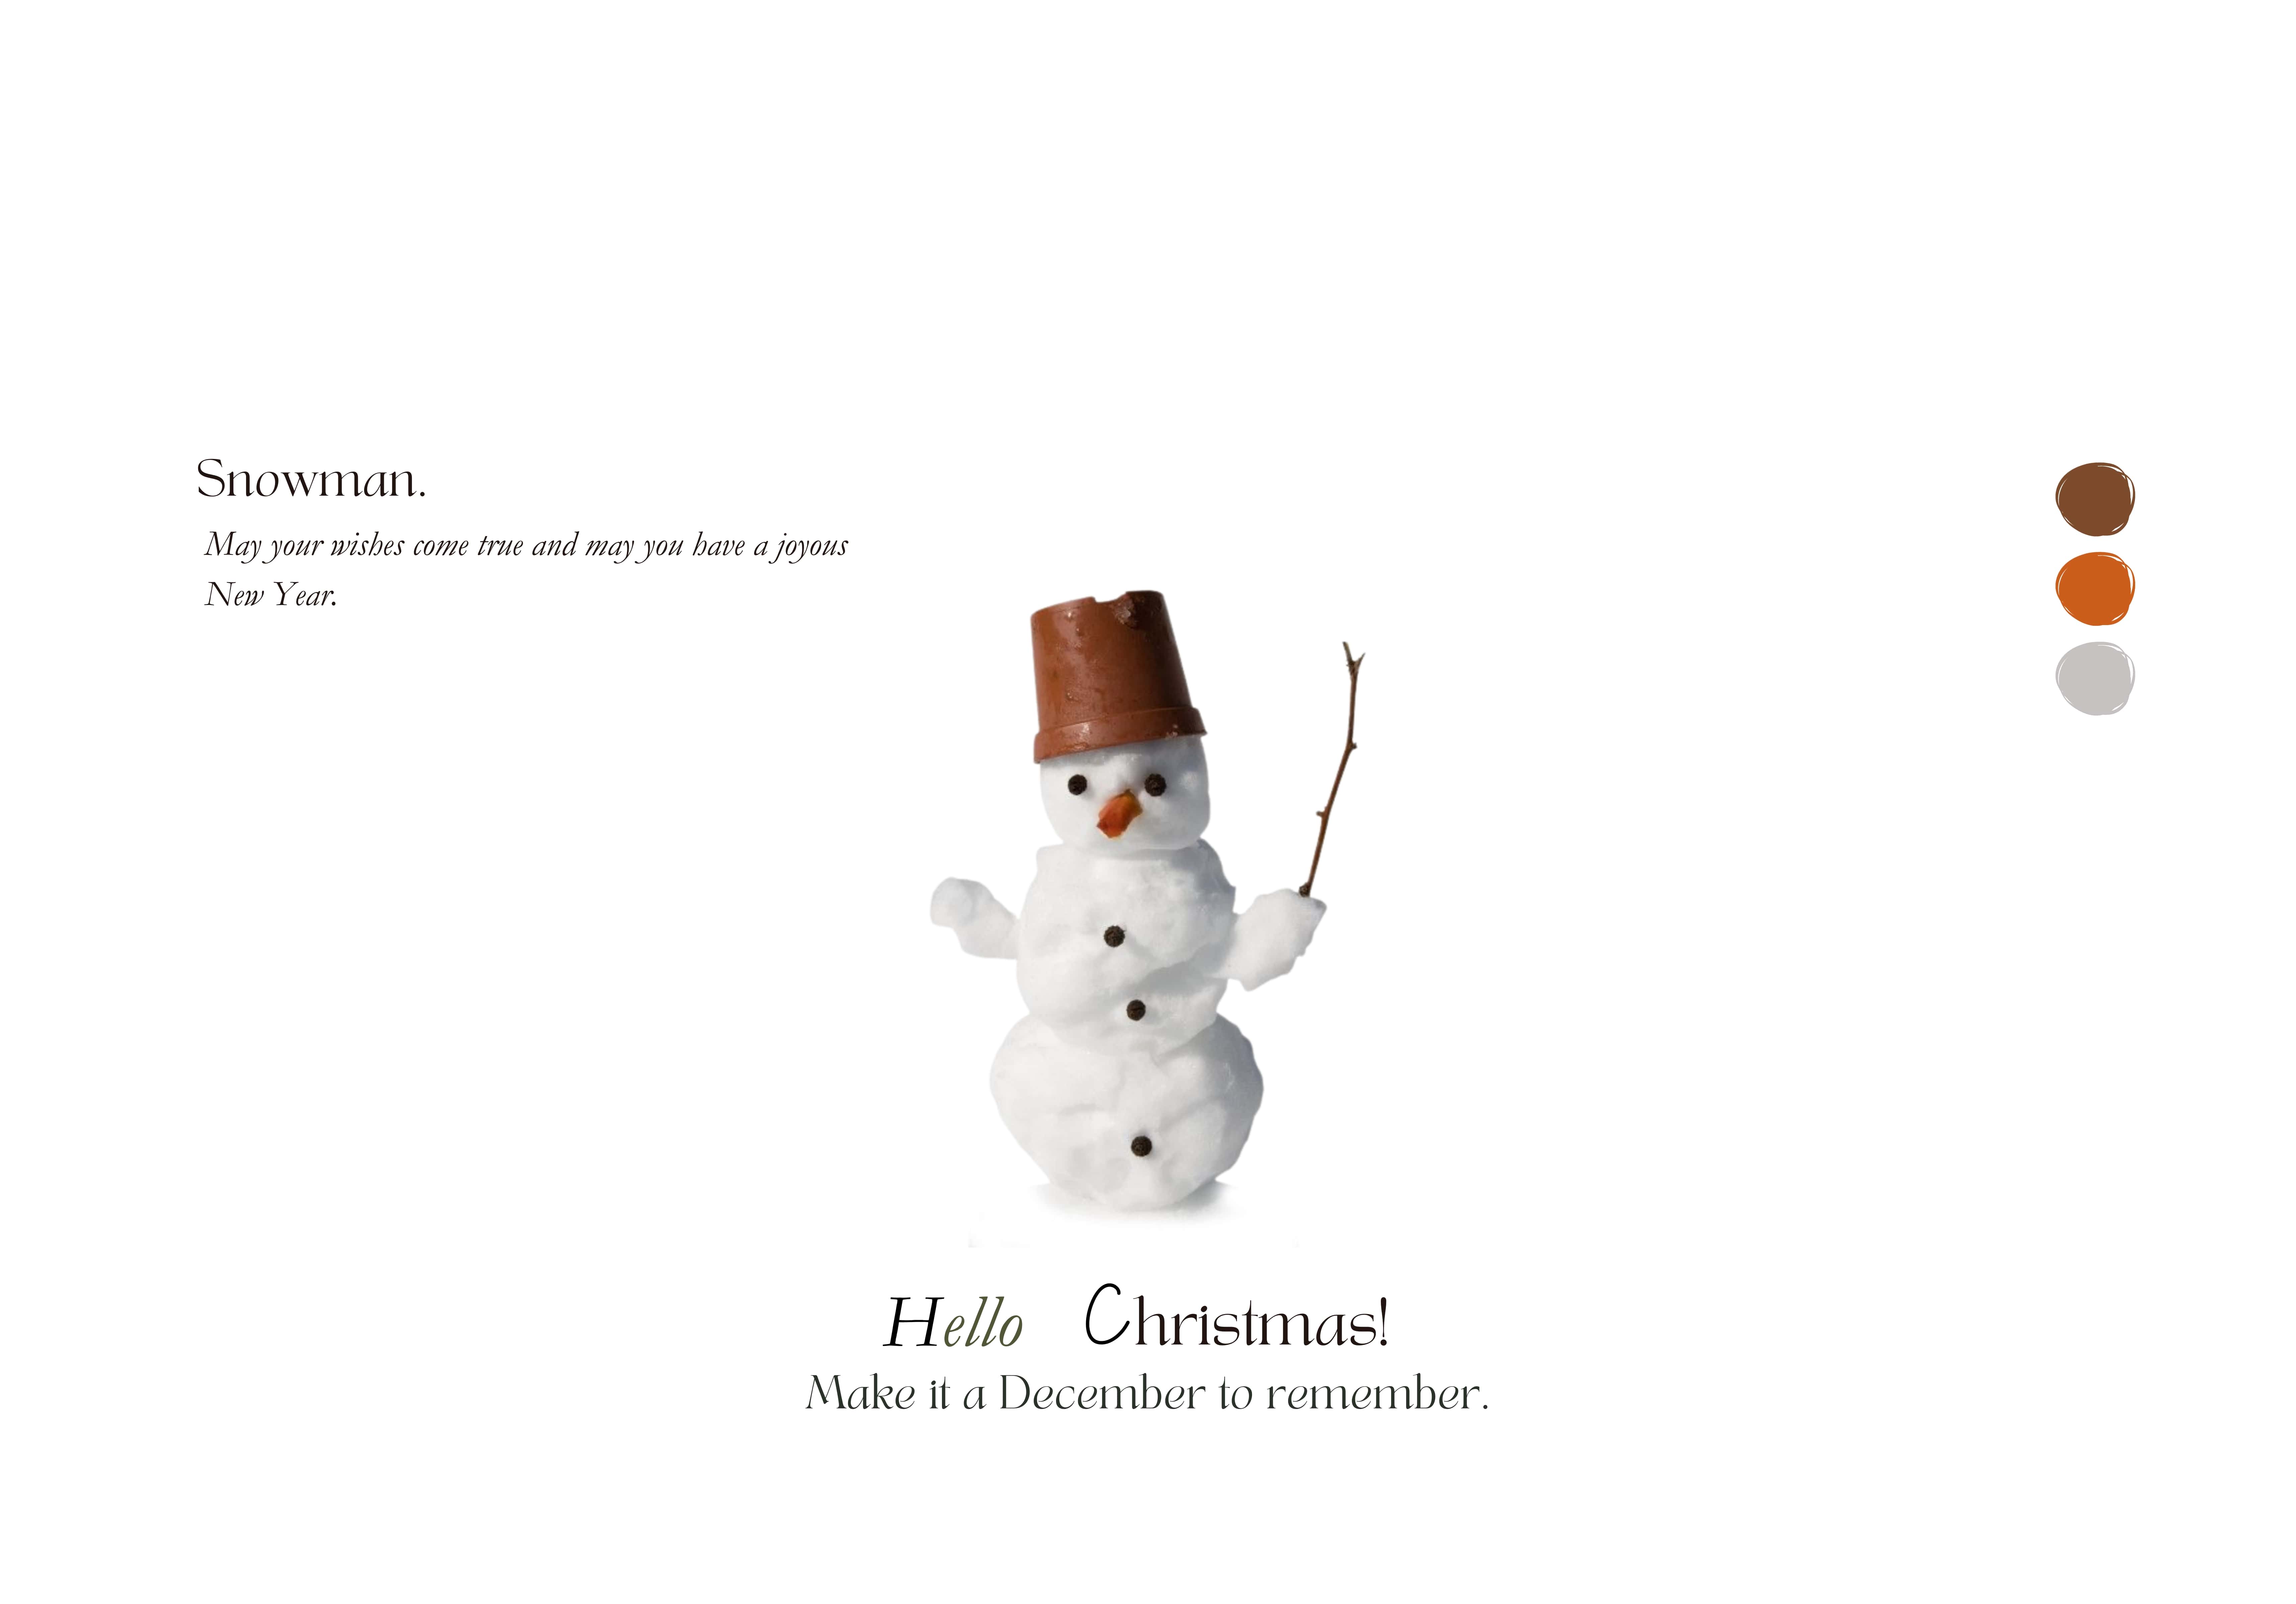 Snowman.
May your wishes come true and may you have a joyous
New Year.
Hello Christmas!
Make it a December to remember.